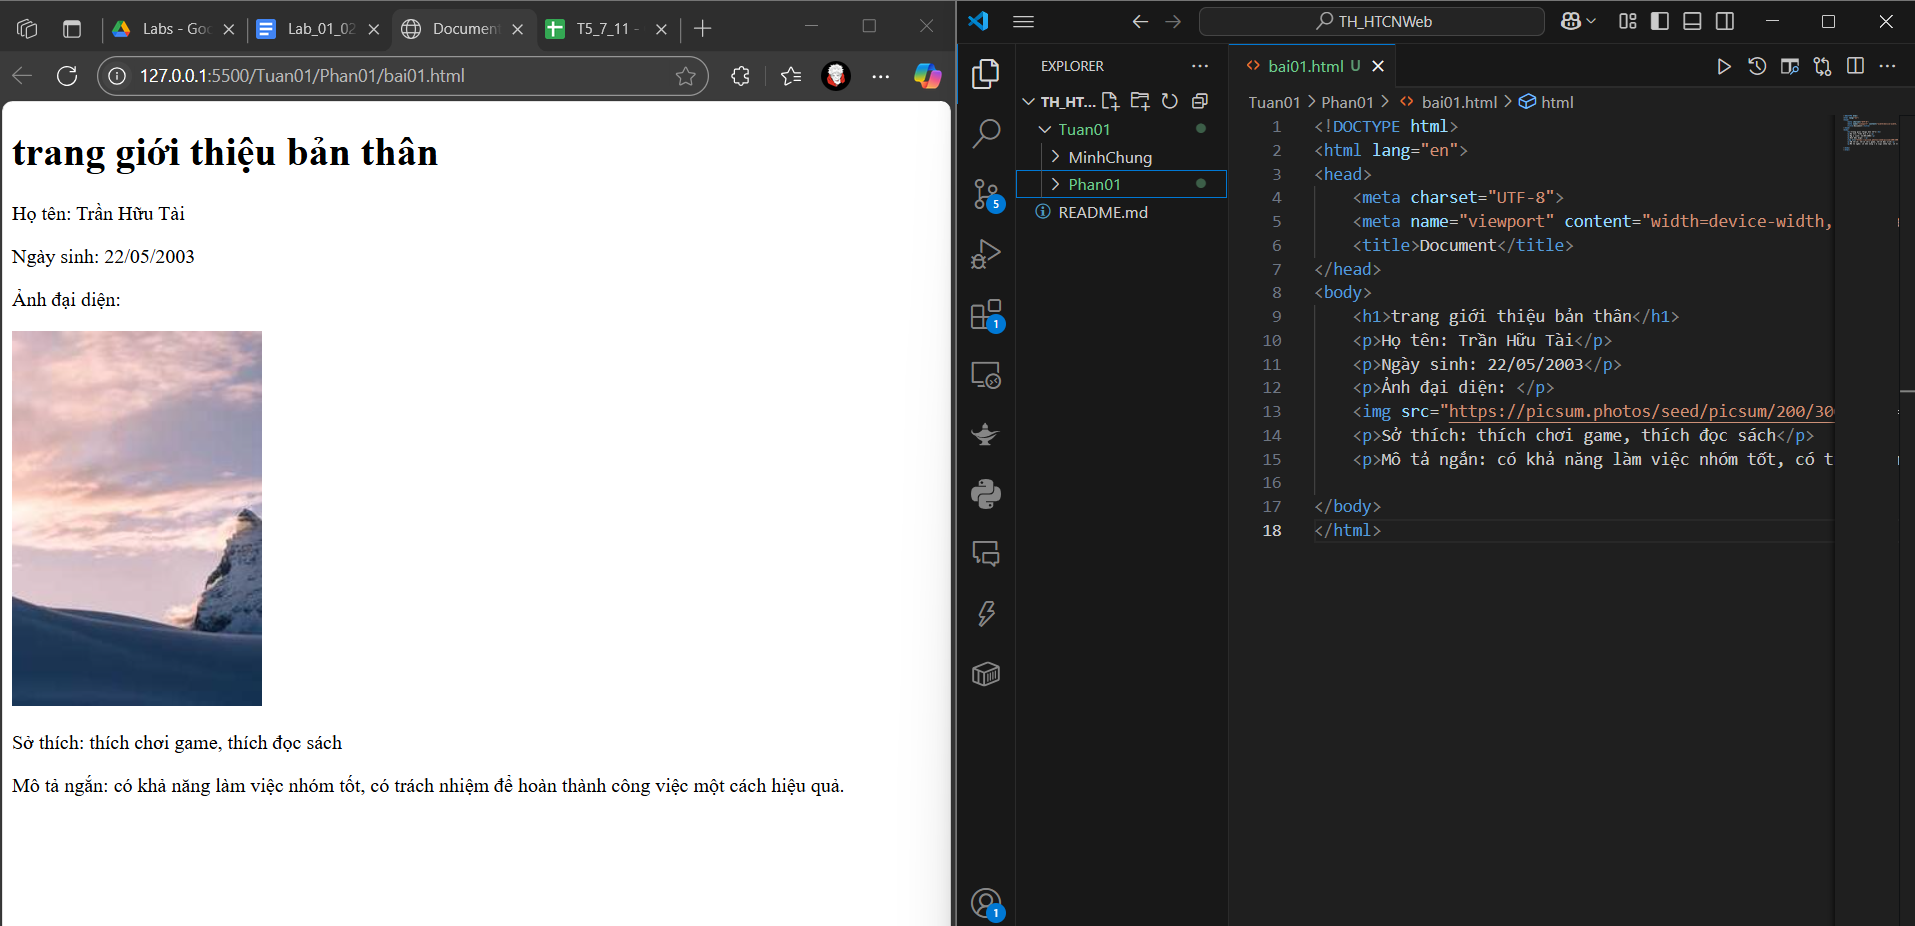 Labs - Goo
Lab_01_02
Document
T5_7_11 -
127.0.0.1:5500/Tuan01/Phan01/bai01.html
trang giới thiệu bản thân
Họ tên: Trần Hữu Tài
Ngày sinh: 22/05/2003
Ảnh đại diện:
Sở thích: thích chơi game, thích đọc sách
Mô tả ngắn: có khả năng làm việc nhóm tốt, có trách nhiệm để hoàn thành công việc một cách hiệu quả.
TH_HTCNWeb
5
1
1
EXPLORER
TH_HT...
Tuan01
MinhChung
Phan01
README.md
bai01.html U
Tuan01 > Phan01 > bai01.html > html
1 <!DOCTYPE html>
2 <html lang="en">
3 <head>
4 <meta charset="UTF-8">
5 <meta name="viewport" content="width=device-width,
6 <title>Document</title>
7 </head>
8 <body>
9 <h1>trang giới thiệu bản thân</h1>
10 <p>Họ tên: Trần Hữu Tài</p>
11 <p>Ngày sinh: 22/05/2003</p>
12 <p>Ảnh đại diện: </p>
13 <img src="https://picsum.photos/seed/picsum/200/30
14 <p>Sở thích: thích chơi game, thích đọc sách</p>
15 <p>Mô tả ngắn: có khả năng làm việc nhóm tốt, có t
16
17 </body>
18 </html>